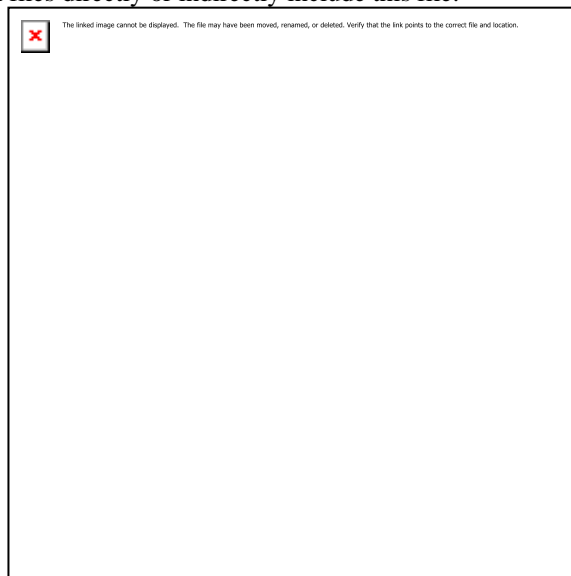 files directly or indirectly include this file:
The linked image cannot be displayed. The file may have been moved, renamed, or deleted. Verify that the link points to the correct file and location.